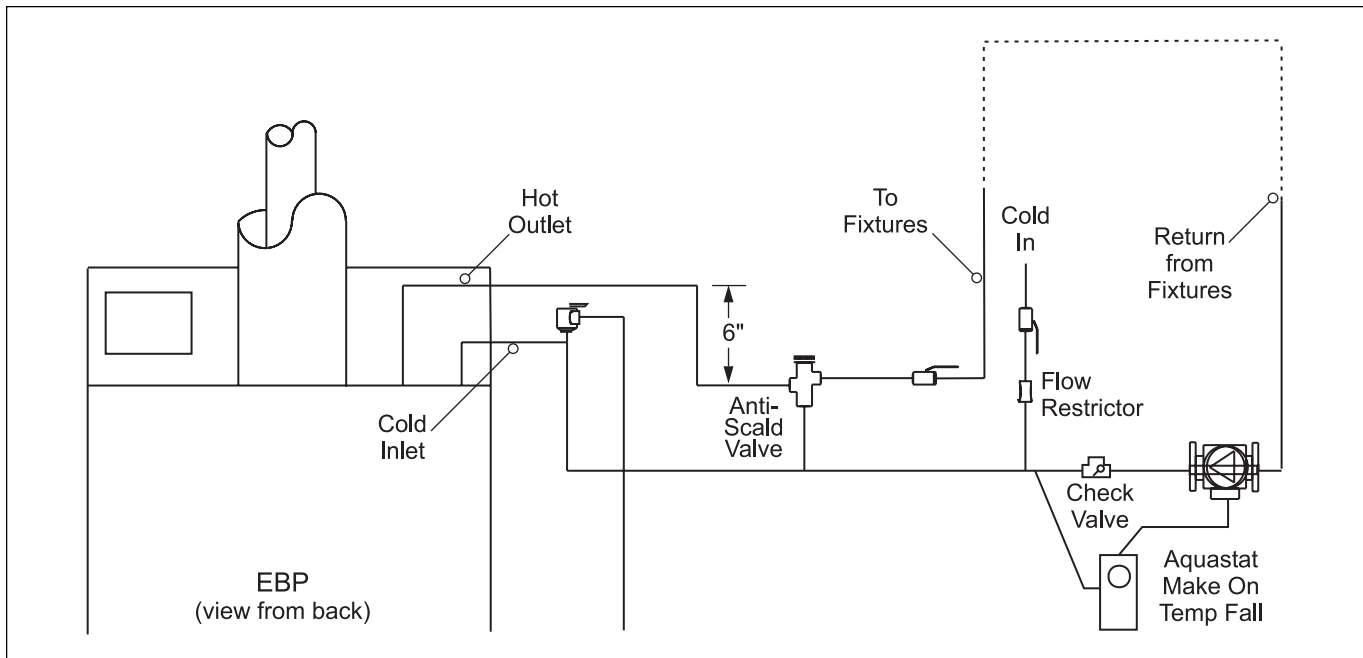 Hot
Outlet
To
Fixtures
Cold
In
Return
from
Fixtures
6"
Flow
Restrictor
Cold
Inlet
Anti-
Scald
Valve
Check
Valve
EBP
(view from back)
Aquastat
Make On
Temp Fall